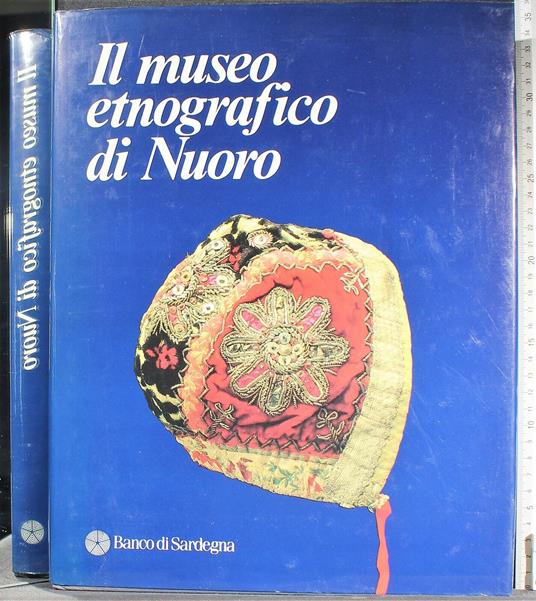 Il museo
etnografico
di Nuoro
Banco di Sardegna
Il museo etnografico di Nuoro